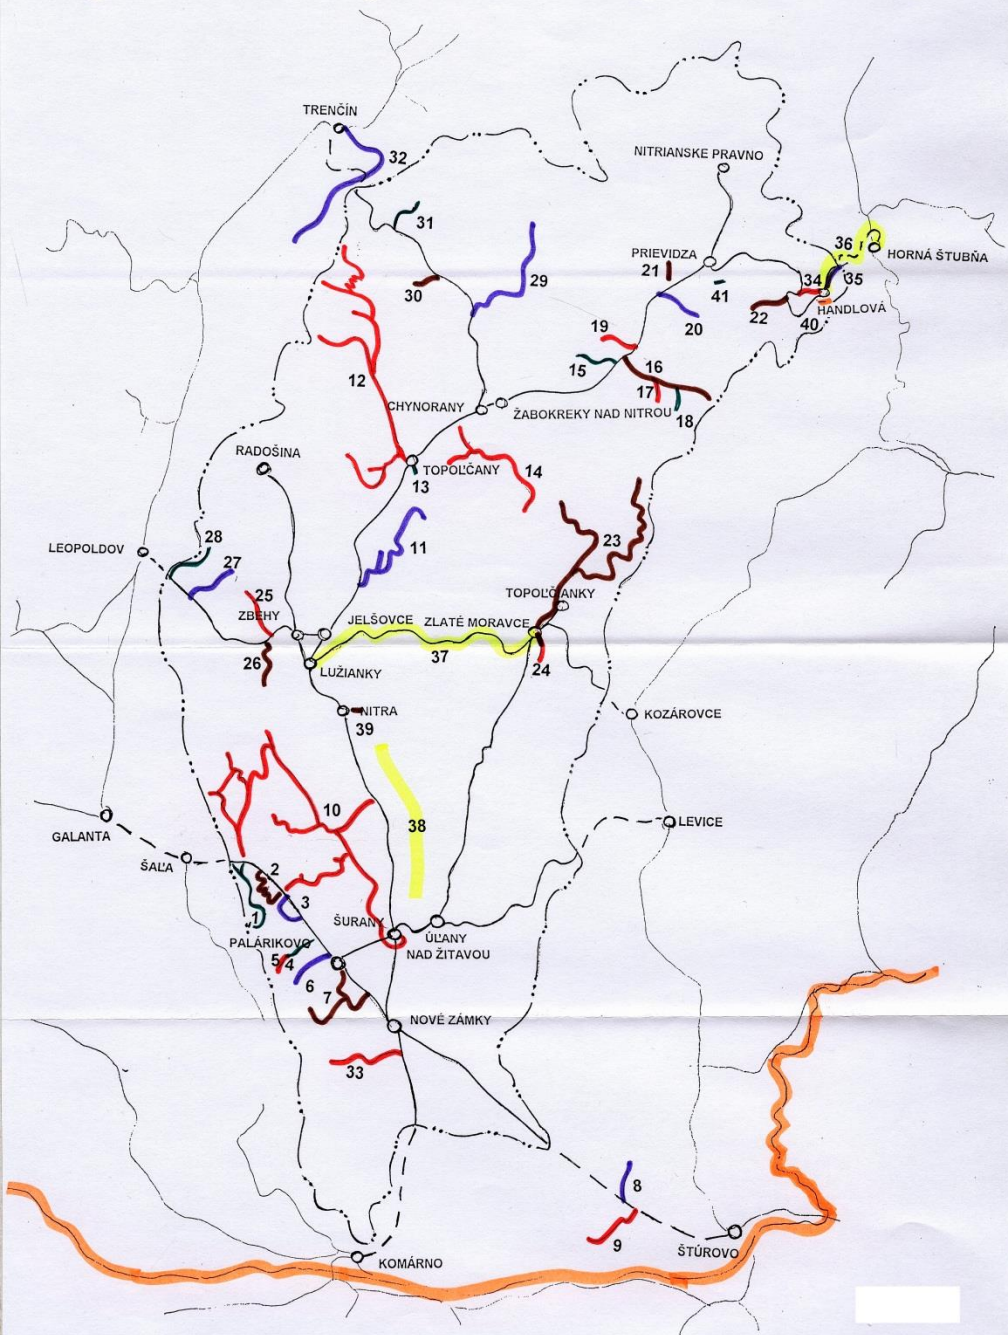 TRENČÍN
32
NITRIANSKE PRAVNO
31
36
HORNÁ ŠTUBŇA
PRIEVIDZA
21
29
30
41
34
35
22
40
HANDLOVÁ
20
19
15
16
17
18
12
CHYNORANY
ŽABOKREKY NAD NITROU
RADOŠINA
TOPOĽČANY
13
14
LEOPOLDOV
28
27
11
23
25
TOPOĽČIANKY
ZBEHY
JELŠOVCE
ZLATÉ MORAVCE
26
LUŽIANKY
37
24
NITRA
39
KOZÁROVCE
10
38
GALANTA
LEVICE
ŠAĽA
2
3
1
PALÁRIKOVO
ŠURANY
ÚĽANY
NAD ŽITAVOU
5
4
6
7
NOVÉ ZÁMKY
33
8
9
ŠTÚROVO
KOMÁRNO